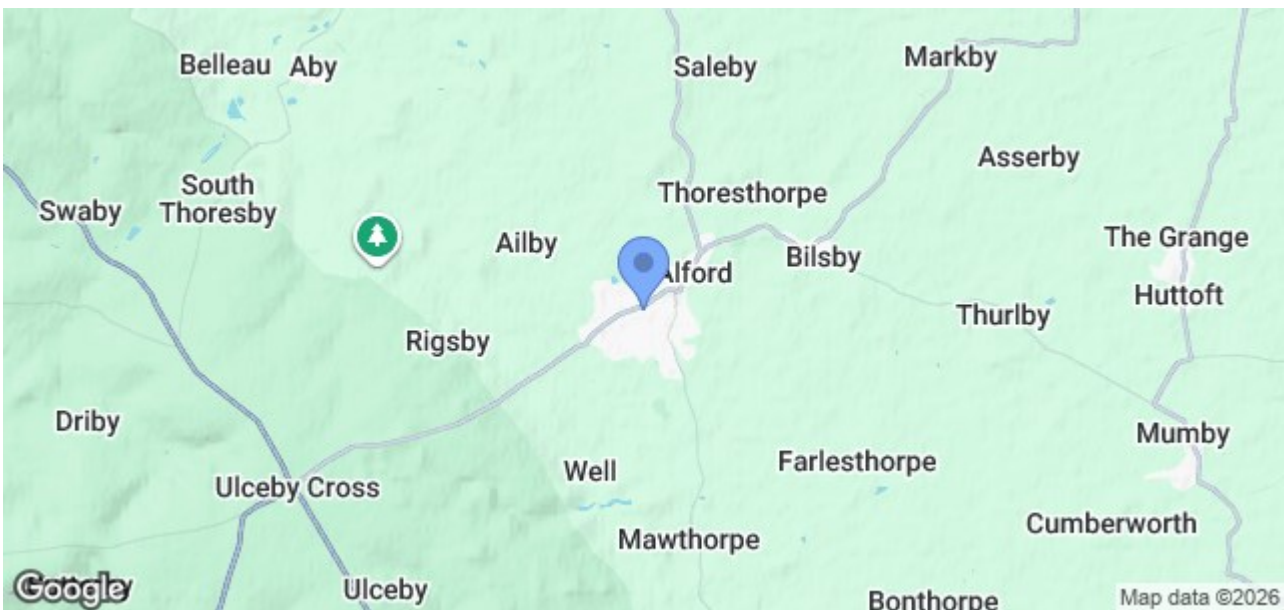 Belleau
Aby
Saleby
Markby
Asserby
South
Thoresby
Swaby
Thoresthorpe
Ailby
Bilsby
The Grange
Alford
Huttoft
Thurlby
Rigsby
Driby
Mumby
Well
Farlesthorpe
Ulceby Cross
Cumberworth
Mawthorpe
Google
Ulceby
Bonthorpe
Map data ©2026